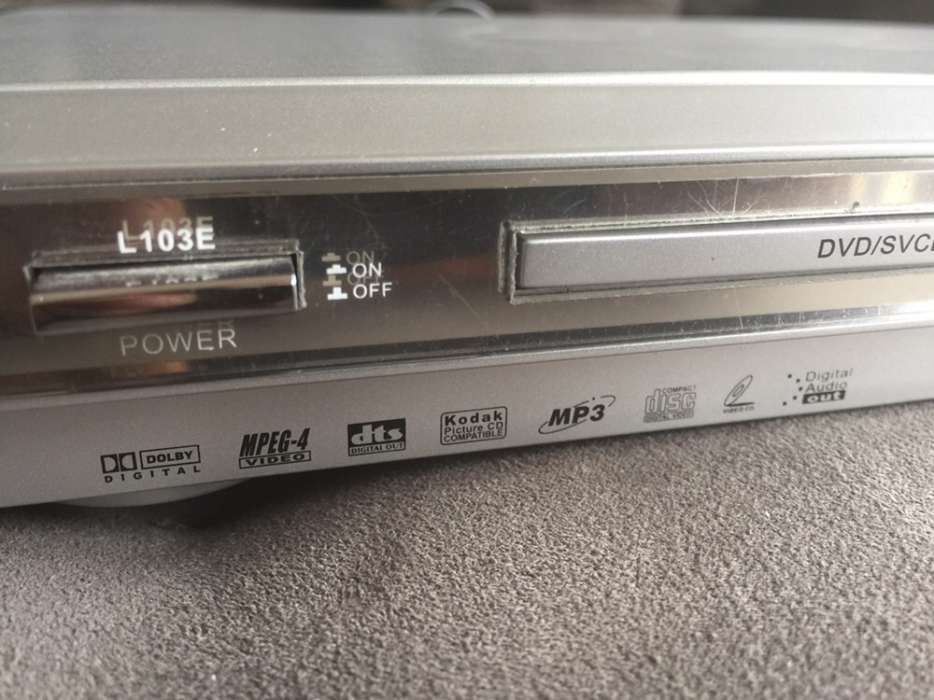 L103E
ON
OFF
POWER
DVD/SVCD
DOLBY
DIGITAL
MPEG-4
VIDEO
dts
DIGITAL OUT
Kodak
Picture CD
COMPATIBLE
MP3
COMPACT
disc
DIGITAL VIDEO
VIDEO CD
Digital
Audio
out